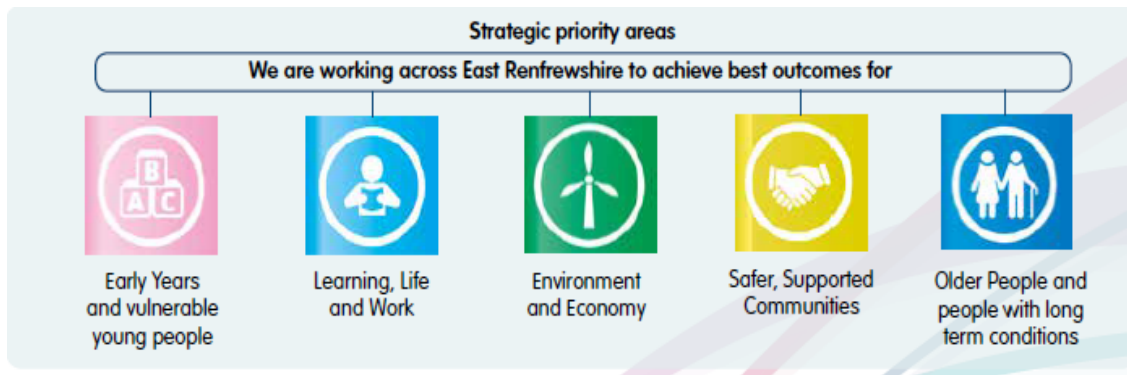 Strategic priority areas
We are working across East Renfrewshire to achieve best outcomes for
B
A C
Early Years
and vulnerable
young people
Learning, Life
and Work
Environment
and Economy
Safer, Supported
Communities
Older People and
people with long
term conditions